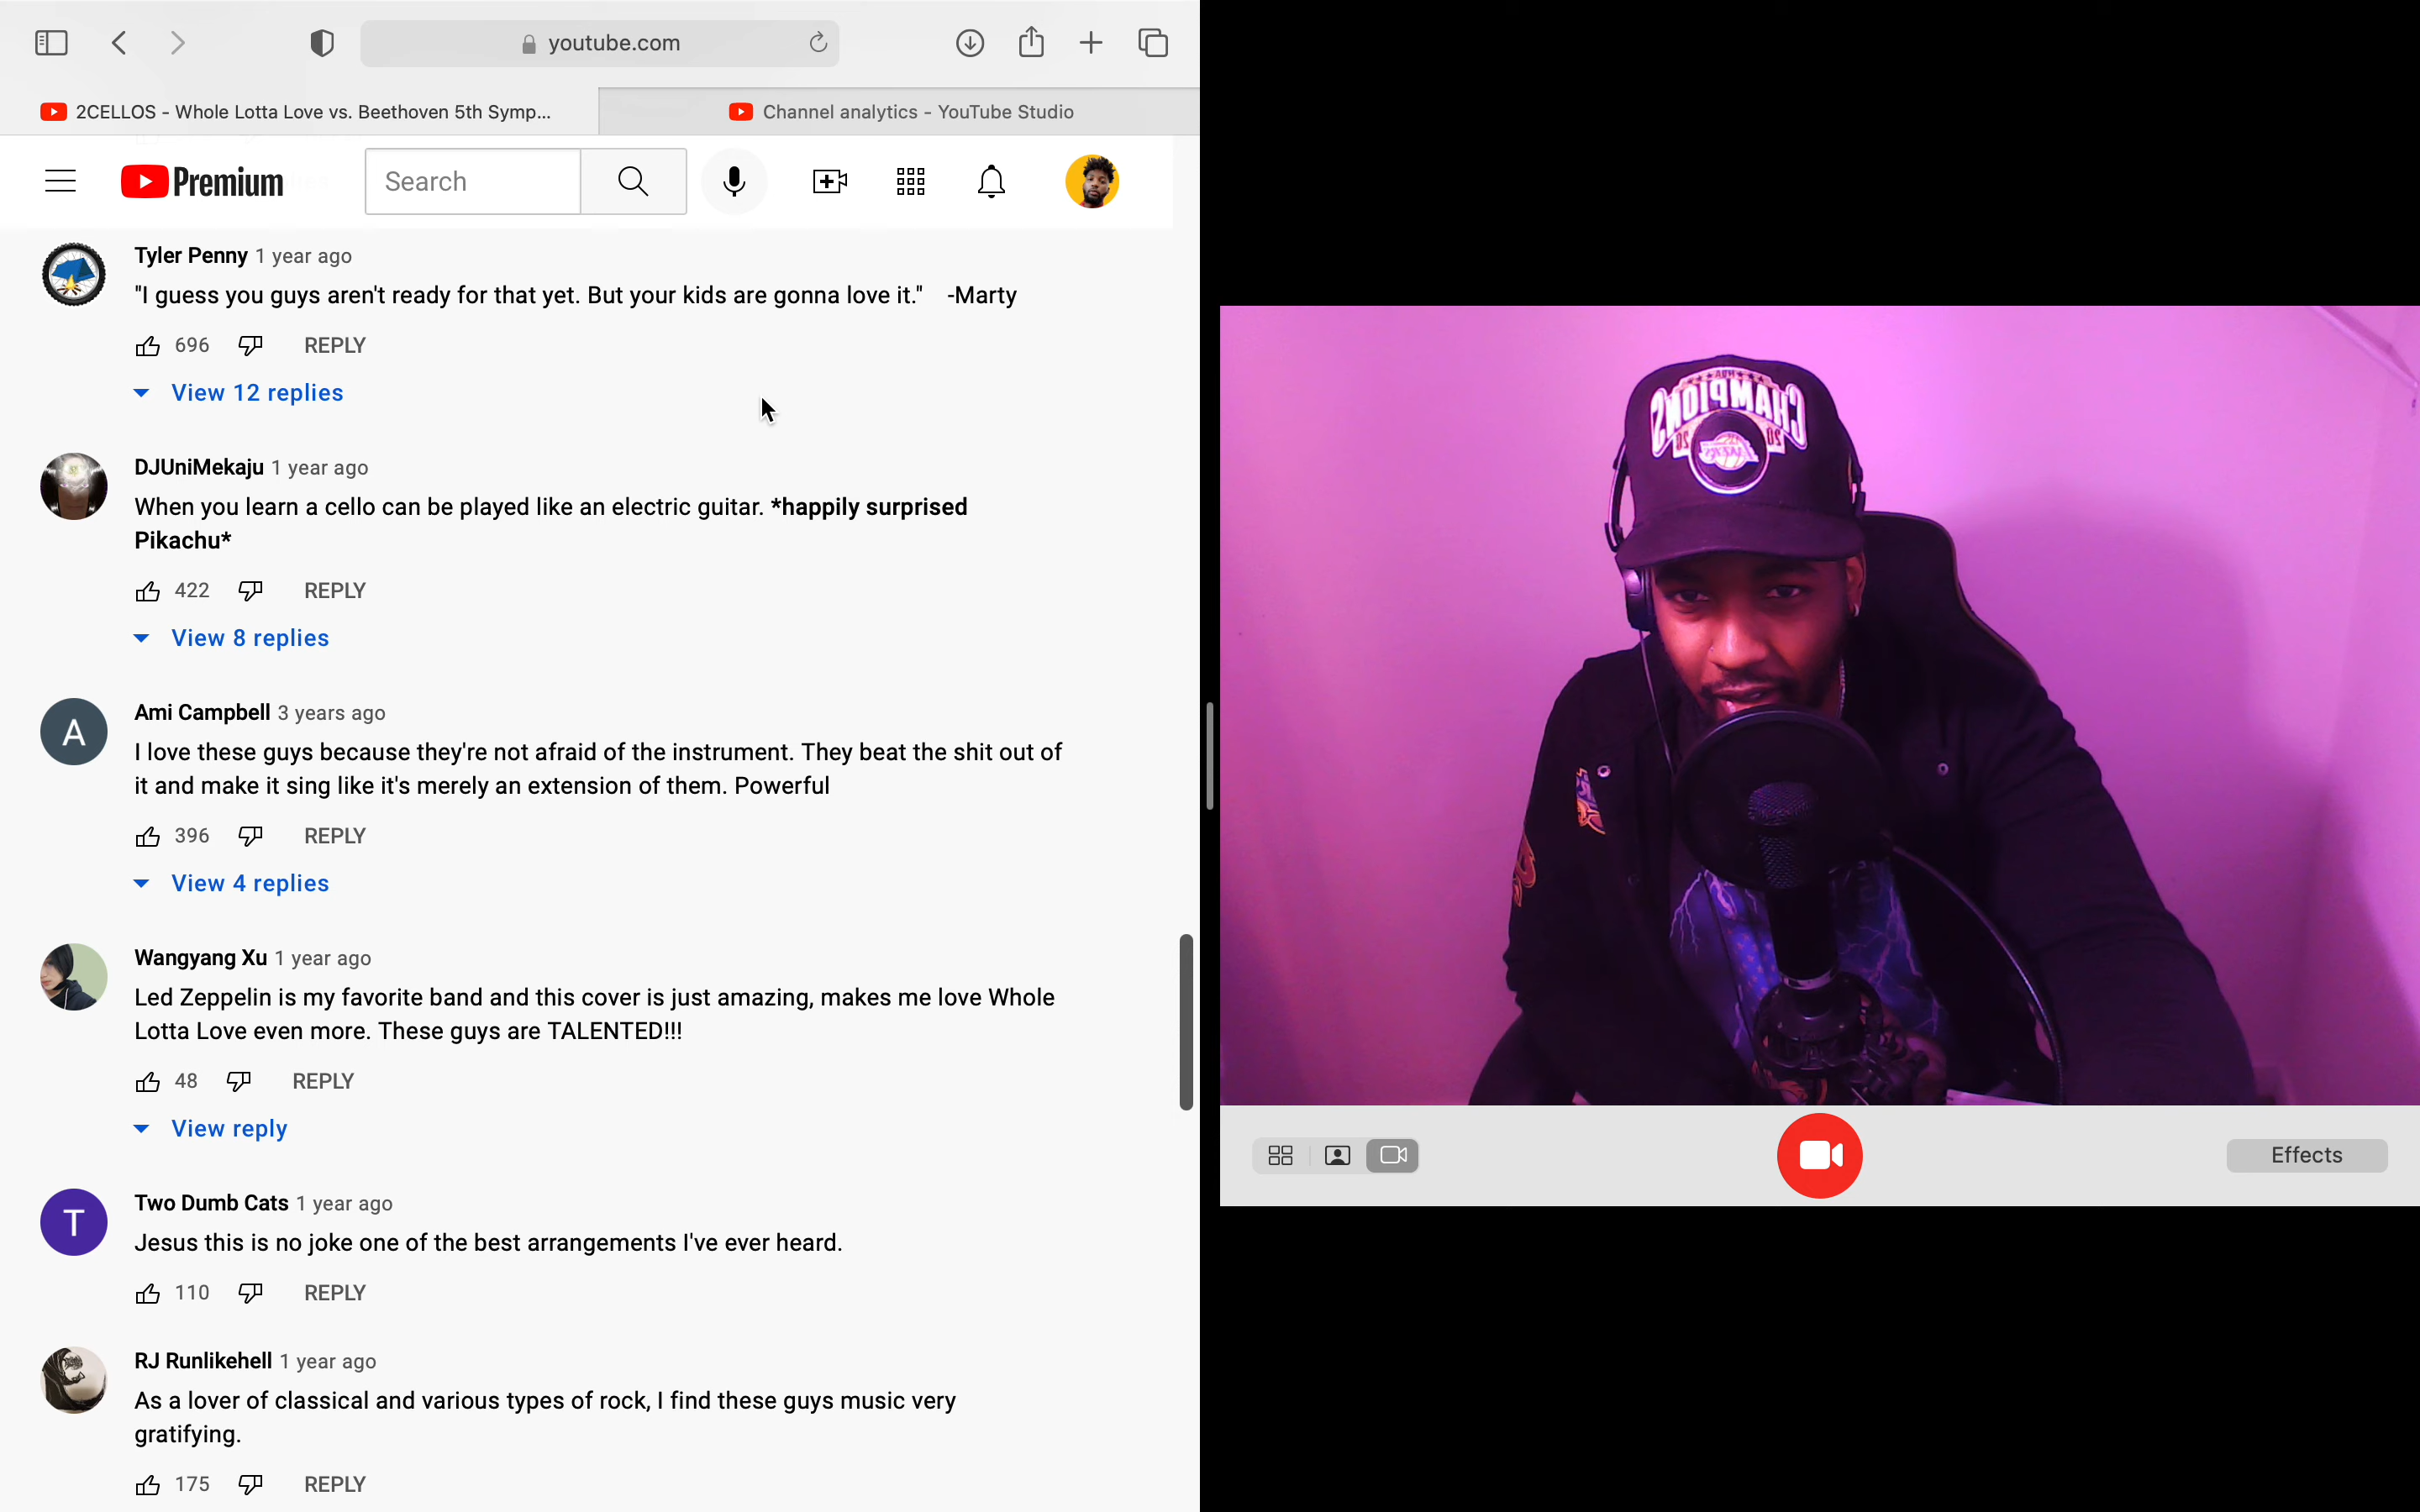 youtube.com
2CELLOS - Whole Lotta Love vs. Beethoven 5th Symp...
Channel analytics - YouTube Studio
Premium
Search
Tyler Penny 1 year ago
"I guess you guys aren't ready for that yet. But your kids are gonna love it." -Marty
696 REPLY
View 12 replies
DJUniMekaju 1 year ago
When you learn a cello can be played like an electric guitar. *happily surprised
Pikachu*
422 REPLY
View 8 replies
A
Ami Campbell 3 years ago
I love these guys because they're not afraid of the instrument. They beat the shit out of
it and make it sing like it's merely an extension of them. Powerful
396 REPLY
View 4 replies
Wangyang Xu 1 year ago
Led Zeppelin is my favorite band and this cover is just amazing, makes me love Whole
Lotta Love even more. These guys are TALENTED!!!
48 REPLY
View reply
T
Two Dumb Cats 1 year ago
Jesus this is no joke one of the best arrangements I've ever heard.
110 REPLY
RJ Runlikehell 1 year ago
As a lover of classical and various types of rock, I find these guys music very
gratifying.
175 REPLY
CHAMPIONS
20 20
LAKERS
Effects